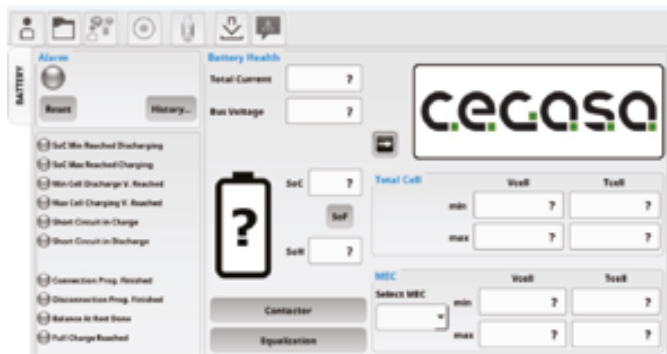 BATTERY
Alarm
Reset
History...
SoC Min Reached Discharging
SoC Max Reached Charging
Min Cell Discharge V. Reached
Max Cell Charging V. Reached
Short Circuit in Charge
Short Circuit in Discharge
Connection Prog. Finished
Disconnection Prog. Finished
Balance At Rest Done
Full Charge Reached
Battery Health
Total Current ?
Bus Voltage ?
cegasa
?
SoC ?
SoF
SoH ?
Contactor
Equalization
Total Cell
Vcell Tcell
min ? ?
max ? ?
MEC
Vcell Tcell
Select MEC
min ? ?
max ? ?